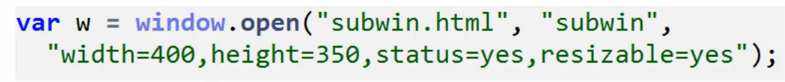 var w = window.open("subwin.html", "subwin",
"width=400,height=350,status=yes,resizable=yes");